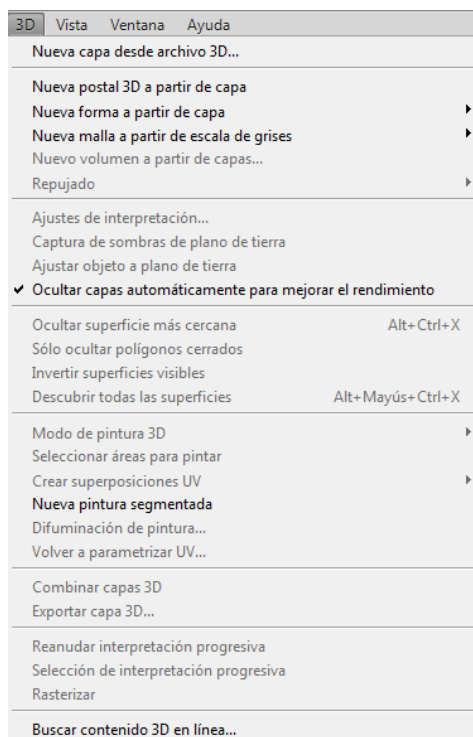 3D Vista Ventana Ayuda
Nueva capa desde archivo 3D...
Nueva postal 3D a partir de capa
Nueva forma a partir de capa
Nueva malla a partir de escala de grises
Nuevo volumen a partir de capas...
Repujado
Ajustes de interpretación...
Captura de sombras de plano de tierra
Ajustar objeto a plano de tierra
Ocultar capas automáticamente para mejorar el rendimiento
Ocultar superficie más cercana Alt+Ctrl+X
Sólo ocultar polígonos cerrados
Invertir superficies visibles
Descubrir todas las superficies Alt+Mayús+Ctrl+X
Modo de pintura 3D
Seleccionar áreas para pintar
Crear superposiciones UV
Nueva pintura segmentada
Difuminación de pintura...
Volver a parametrizar UV...
Combinar capas 3D
Exportar capa 3D...
Reanudar interpretación progresiva
Selección de interpretación progresiva
Rasterizar
Buscar contenido 3D en línea...